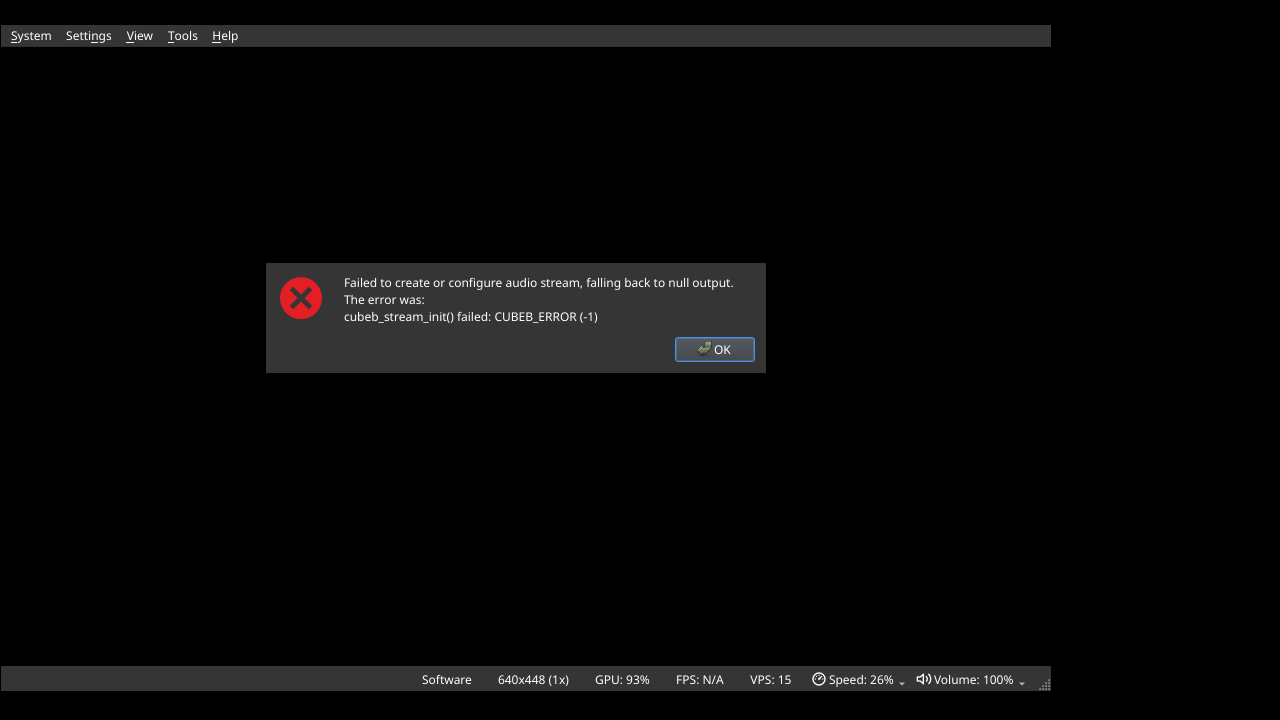 System Settings View Tools Help
Failed to create or configure audio stream, falling back to null output.
The error was:
cubeb_stream_init() failed: CUBEB_ERROR (-1)
OK
Software 640x448 (1x) GPU: 93% FPS: N/A VPS: 15 Speed: 26% Volume: 100%